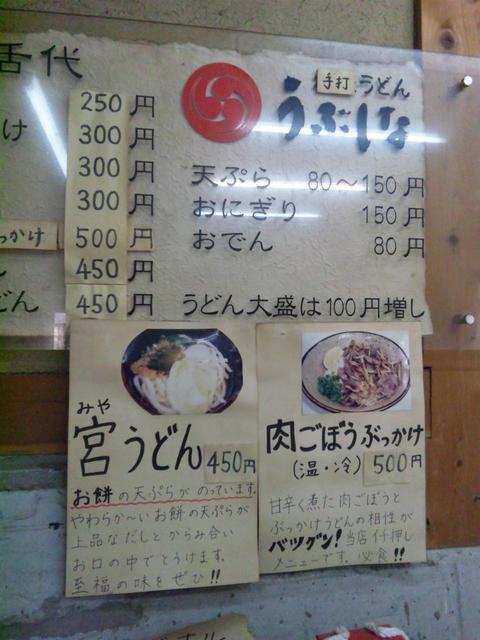 舌代
手打 うどん
うぶしな
250円
け 300円
300円
300円
っかけ 500円
450円
どん 450円
天ぷら 80〜150円
おにぎり 150円
おでん 80円
うどん大盛は100円増し
みや
宮うどん 450円
お餅の天ぷらがのっています。
やわらか〜いお餅の天ぷらが
上品なだしとからみ合い
お口の中でとろけます。
至福の味をぜひ!!
肉ごぼうぶっかけ
(温・冷) 500円
甘辛く煮た肉ごぼうと
ぶっかけうどんの相性が
バツグン!当店イチ押し
メニューです。必食!!